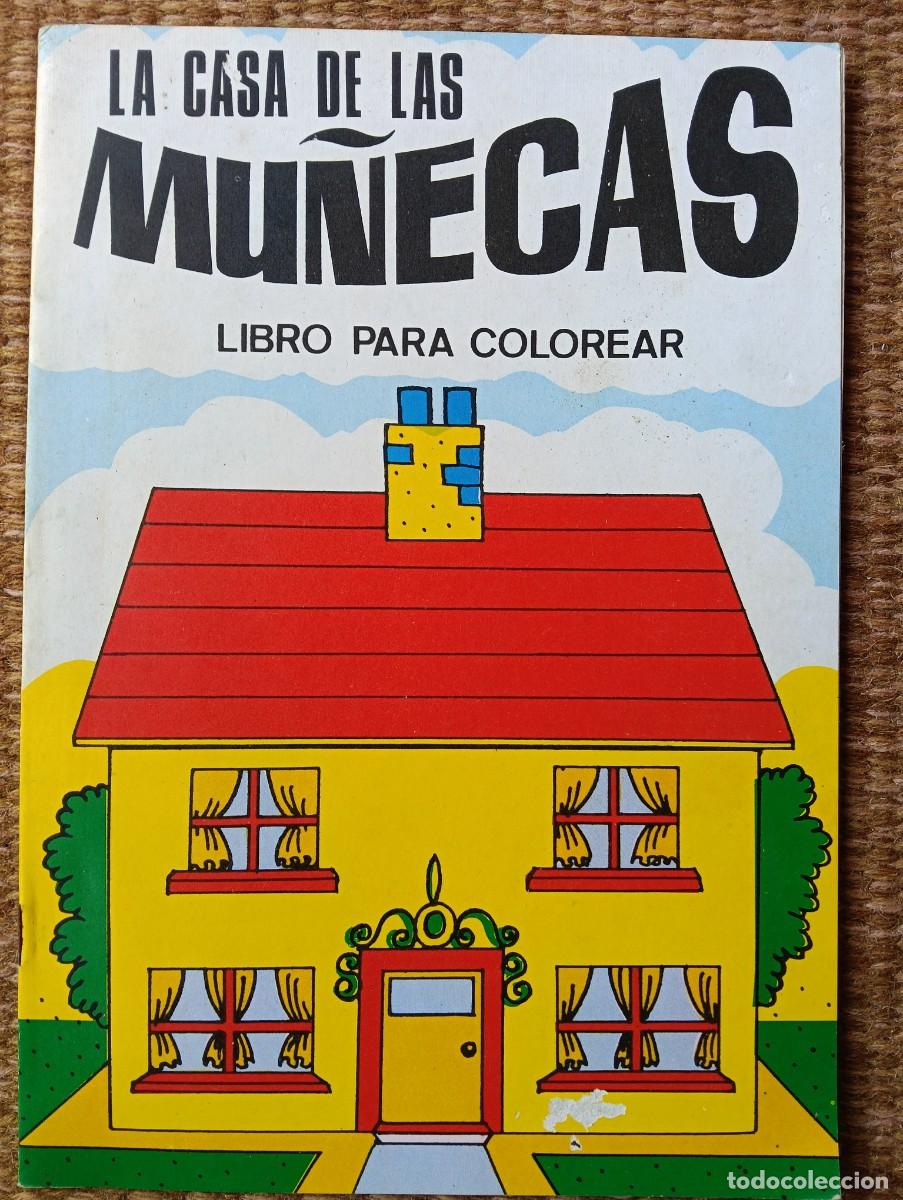 LA CASA DE LAS
MUÑECAS
LIBRO PARA COLOREAR
todocoleccion